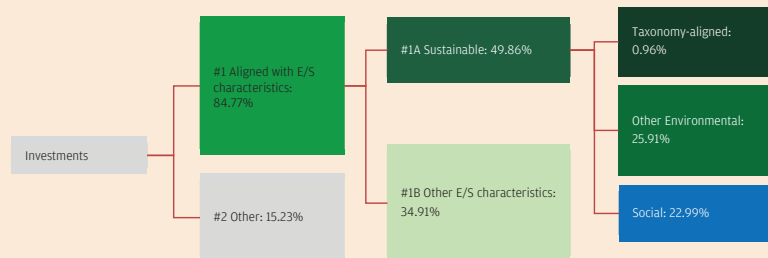 Investments
#1 Aligned with E/S
characteristics:
84.77%
#2 Other: 15.23%
#1A Sustainable: 49.86%
#1B Other E/S characteristics:
34.91%
Taxonomy-aligned:
0.96%
Other Environmental:
25.91%
Social: 22.99%